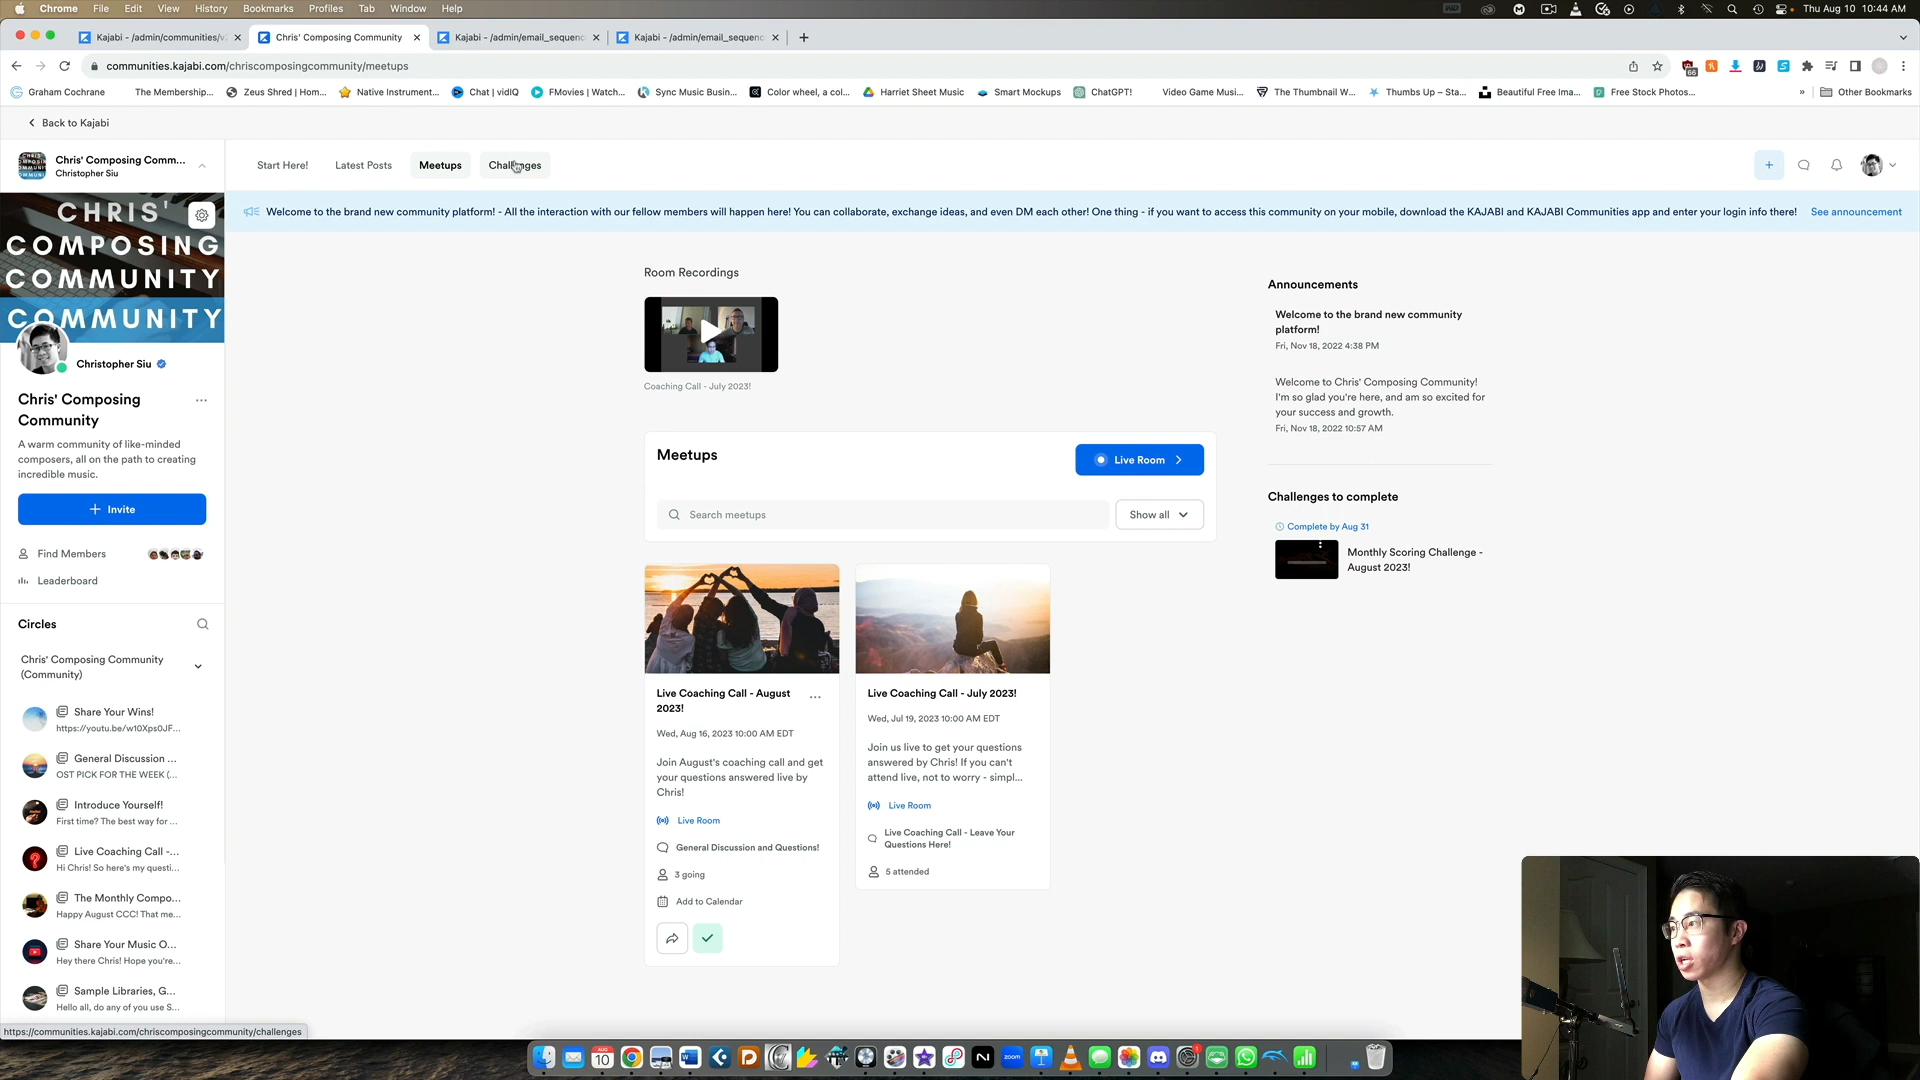 Chrome File Edit View History Bookmarks Profiles Tab Window Help Thu Aug 10 10:44 AM
Kajabi - /admin/communities/v2 Chris' Composing Community Kajabi - /admin/email_sequenc Kajabi - /admin/email_sequenc
communities.kajabi.com/chriscomposingcommunity/meetups
Graham Cochrane The Membership... Zeus Shred | Hom... Native Instrument... Chat | vidIQ FMovies | Watch... Sync Music Busin... Color wheel, a col... Harriet Sheet Music Smart Mockups ChatGPT! Video Game Musi... The Thumbnail W... Thumbs Up – Sta... Beautiful Free Ima... Free Stock Photos... » Other Bookmarks
Back to Kajabi
Chris' Composing Comm...
Christopher Siu
Start Here! Latest Posts Meetups Challenges
Welcome to the brand new community platform! - All the interaction with our fellow members will happen here! You can collaborate, exchange ideas, and even DM each other! One thing - if you want to access this community on your mobile, download the KAJABI and KAJABI Communities app and enter your login info there! See announcement
CHRIS'
COMPOSING
COMMUNITY
COMMUNITY
Christopher Siu
Chris' Composing
Community
A warm community of like-minded
composers, all on the path to creating
incredible music.
Invite
Find Members
Leaderboard
Circles
Chris' Composing Community
(Community)
Share Your Wins!
https://youtu.be/w10Xps0JF...
General Discussion ...
OST PICK FOR THE WEEK (...
Introduce Yourself!
First time? The best way for ...
Live Coaching Call -...
Hi Chris! So here's my questi...
The Monthly Compo...
Happy August CCC! That me...
Share Your Music O...
Hey there Chris! Hope you're...
Sample Libraries, G...
Hello all, do any of you use S...
https://communities.kajabi.com/chriscomposingcommunity/challenges
Room Recordings
Coaching Call - July 2023!
Meetups
Live Room
Search meetups
Show all
Live Coaching Call - August
2023!
Wed, Aug 16, 2023 10:00 AM EDT
Join August's coaching call and get
your questions answered live by
Chris!
Live Room
General Discussion and Questions!
3 going
Add to Calendar
Live Coaching Call - July 2023!
Wed, Jul 19, 2023 10:00 AM EDT
Join us live to get your questions
answered by Chris! If you can't
attend live, not to worry - simpl...
Live Room
Live Coaching Call - Leave Your
Questions Here!
5 attended
Announcements
Welcome to the brand new community
platform!
Fri, Nov 18, 2022 4:38 PM
Welcome to Chris' Composing Community!
I'm so glad you're here, and am so excited for
your success and growth.
Fri, Nov 18, 2022 10:57 AM
Challenges to complete
Complete by Aug 31
Monthly Scoring Challenge -
August 2023!
AUG
10
zoom